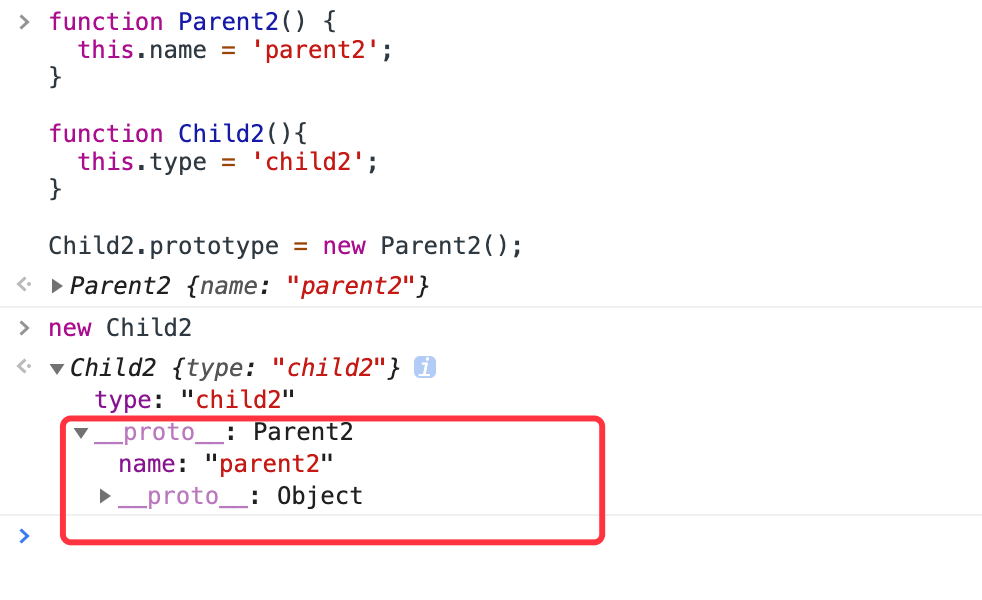 > function Parent2() {
this.name = 'parent2';
}
function Child2(){
this.type = 'child2';
}
Child2.prototype = new Parent2();
Parent2 {name: "parent2"}
> new Child2
Child2 {type: "child2"} i
type: "child2"
__proto__: Parent2
name: "parent2"
__proto__: Object
>